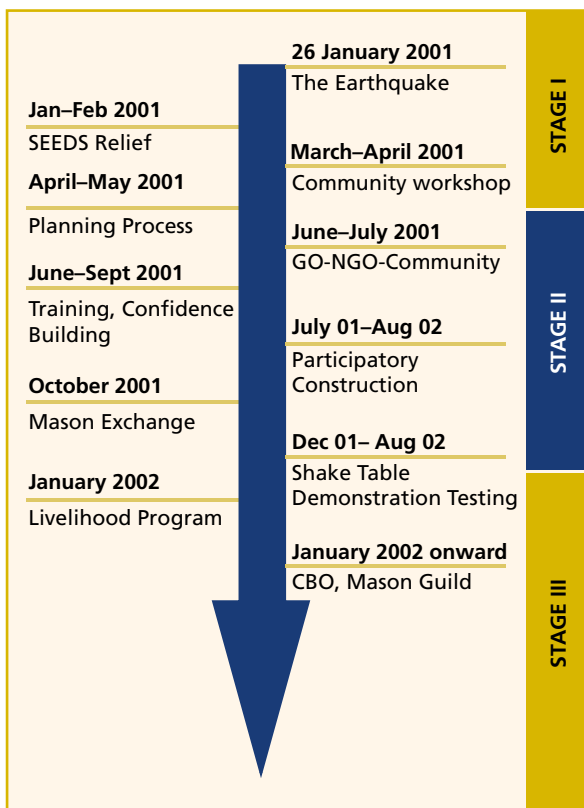 26 January 2001
The Earthquake
Jan–Feb 2001
SEEDS Relief
March–April 2001
Community workshop
April–May 2001
Planning Process
June–July 2001
GO-NGO-Community
June–Sept 2001
Training, Confidence
Building
July 01–Aug 02
Participatory
Construction
October 2001
Mason Exchange
Dec 01– Aug 02
Shake Table
Demonstration Testing
January 2002
Livelihood Program
January 2002 onward
CBO, Mason Guild
STAGE I
STAGE II
STAGE III